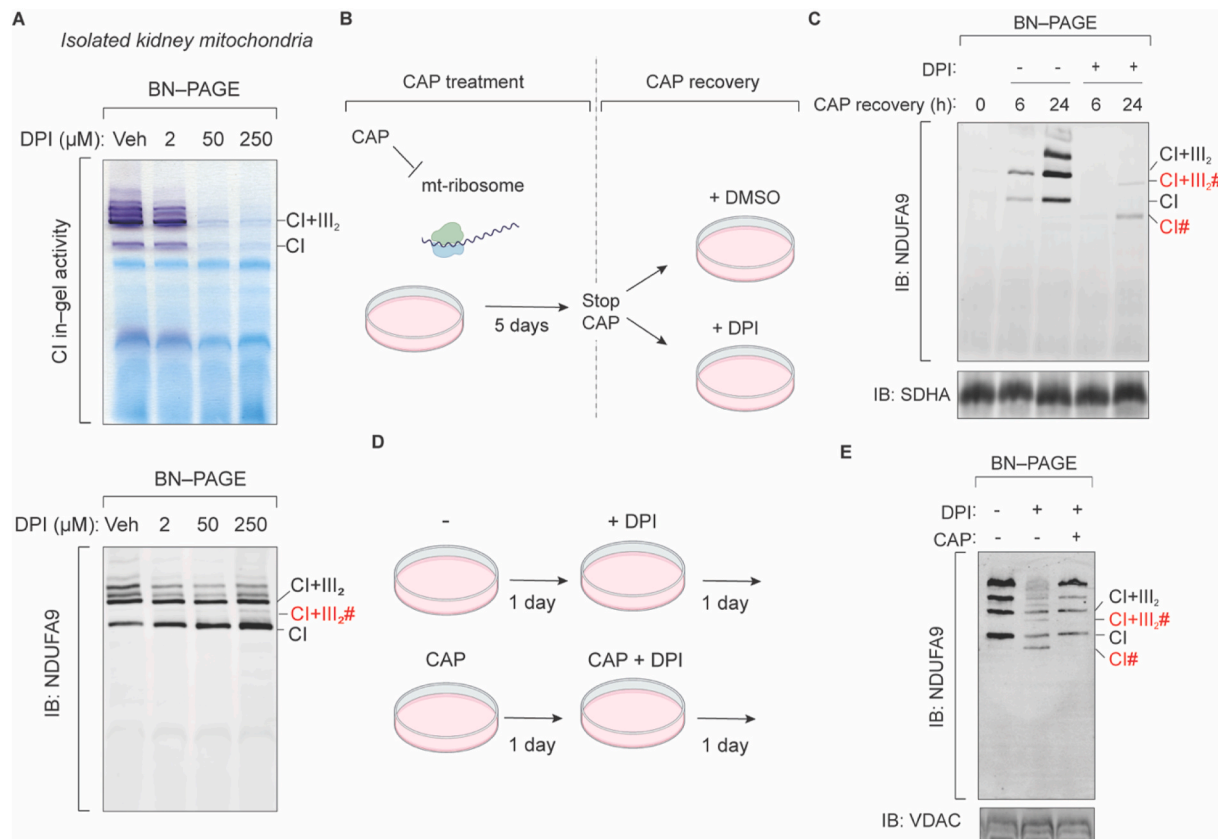 A
Isolated kidney mitochondria
BN–PAGE
DPI (μM): Veh 2 50 250
CI in–gel activity
CI+III₂
CI
BN–PAGE
DPI (μM): Veh 2 50 250
IB: NDUFA9
CI+III₂
CI+III₂#
CI
B
CAP treatment
CAP recovery
CAP
mt-ribosome
5 days
Stop
CAP
+ DMSO
+ DPI
C
BN–PAGE
DPI: - - + +
CAP recovery (h) 0 6 24 6 24
IB: NDUFA9
CI+III₂
CI+III₂#
CI
CI#
IB: SDHA
D
- + DPI
1 day 1 day
CAP CAP + DPI
1 day 1 day
E
BN–PAGE
DPI: - + +
CAP: - - +
IB: NDUFA9
CI+III₂
CI+III₂#
CI
CI#
IB: VDAC